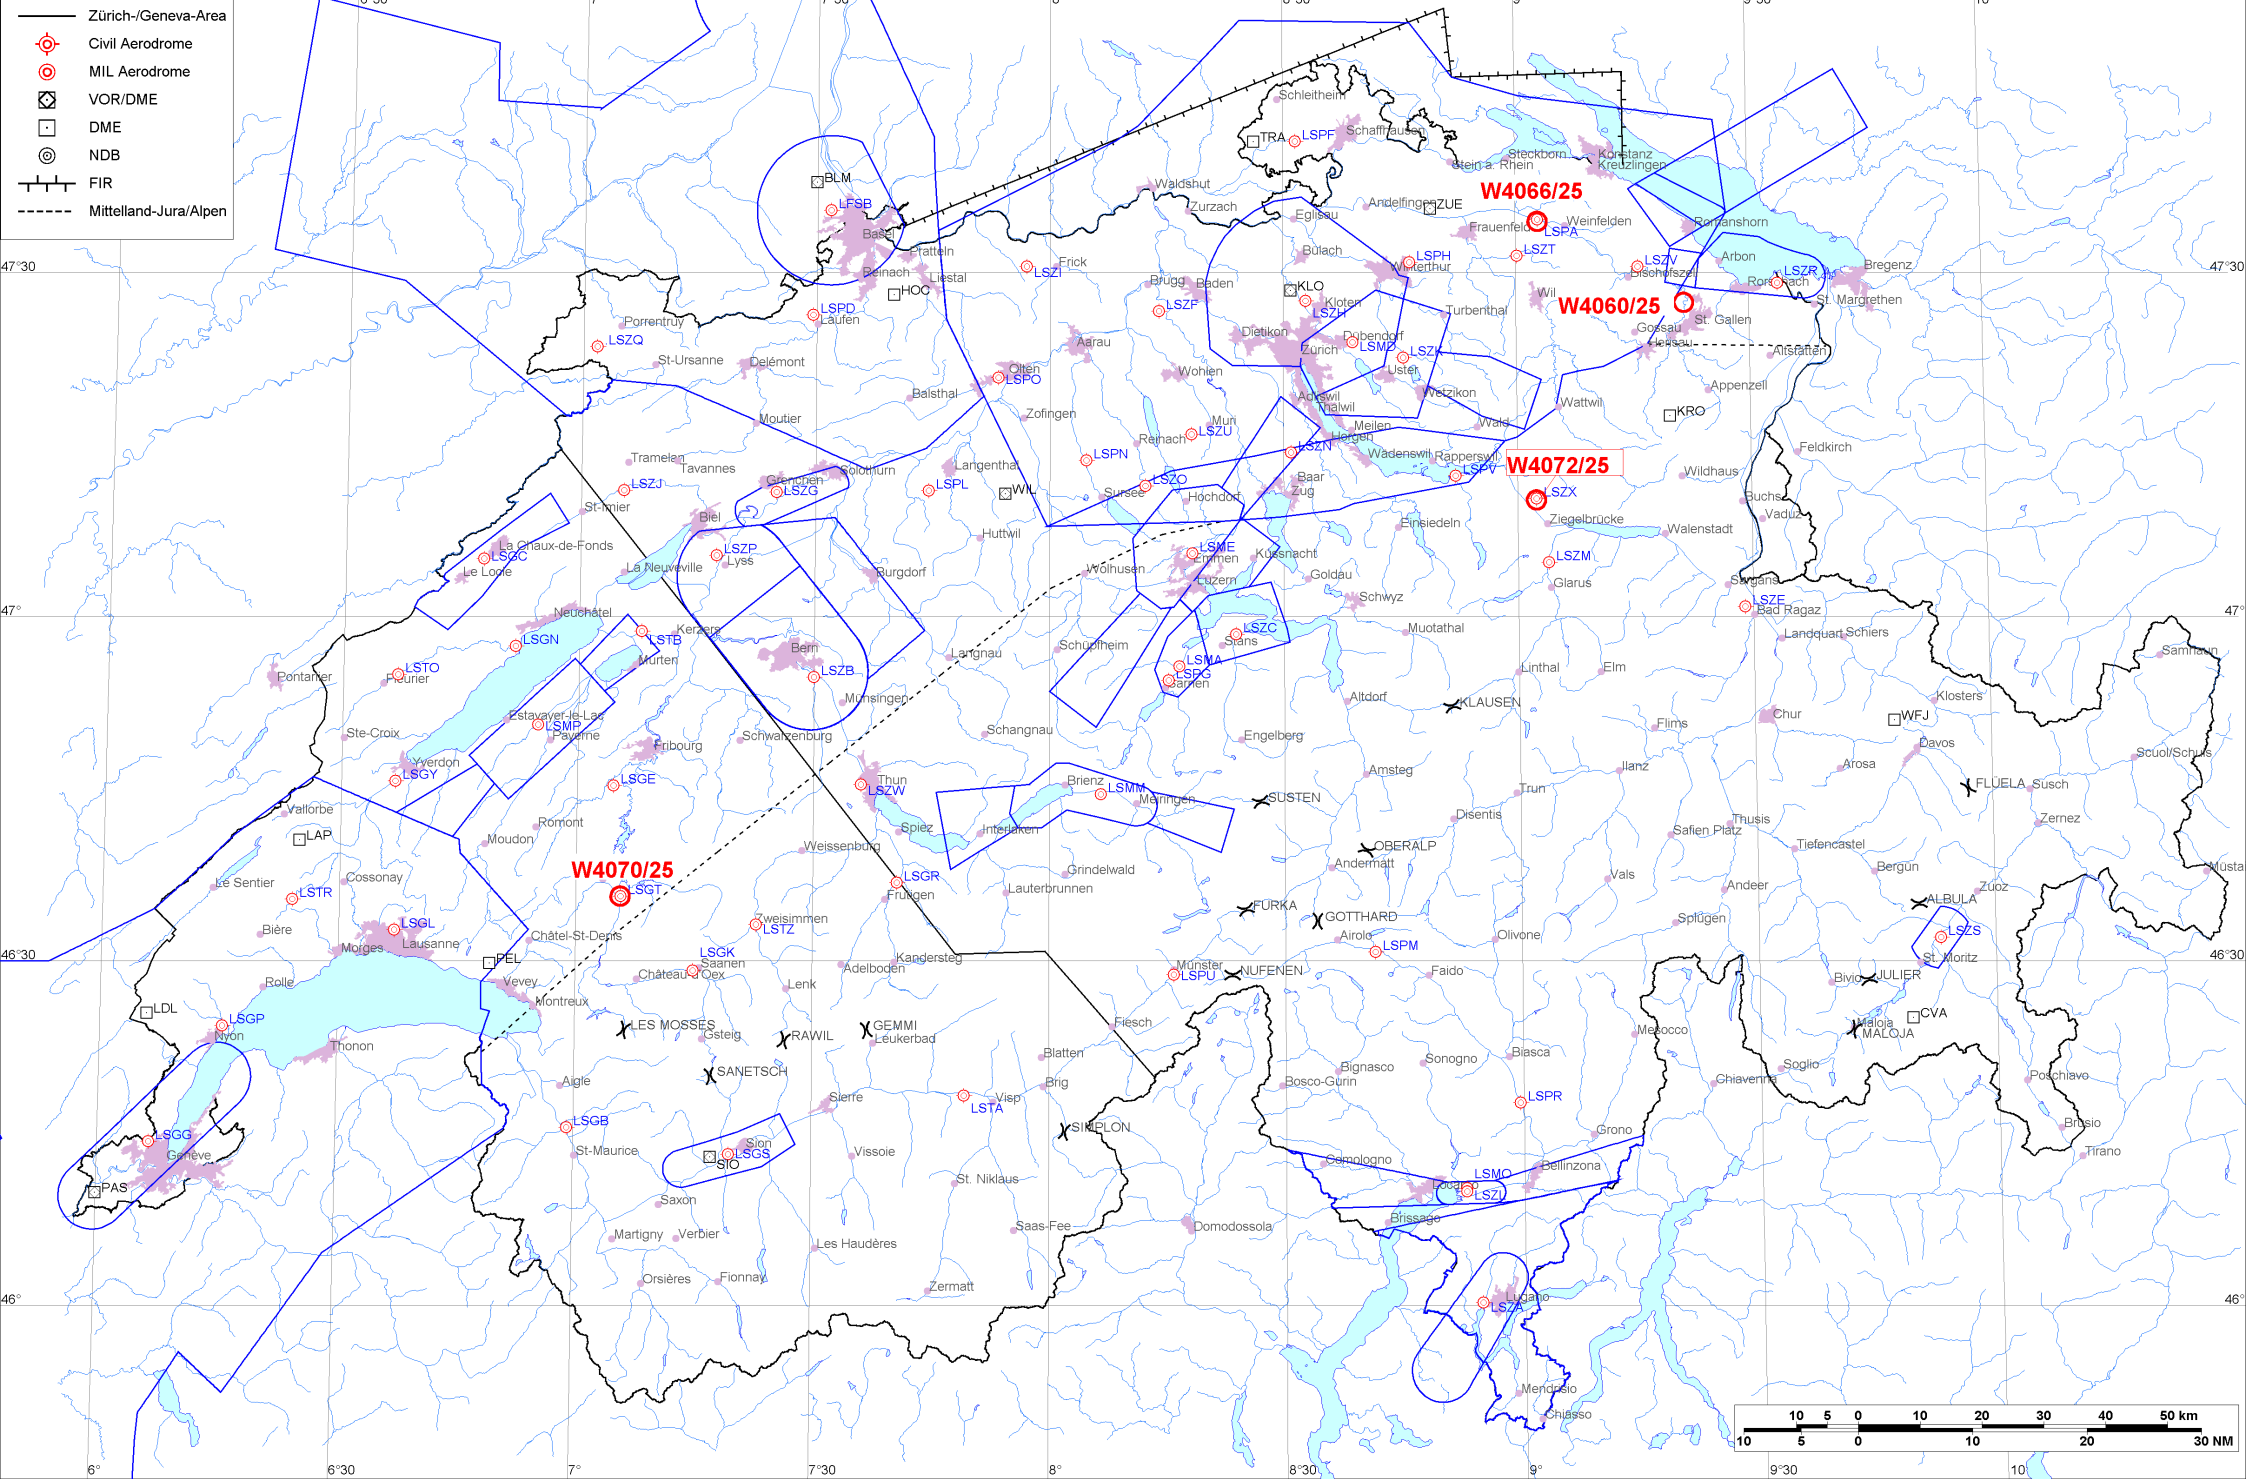 Zürich-/Geneva-Area
Civil Aerodrome
MIL Aerodrome
VOR/DME
DME
NDB
FIR
Mittelland-Jura/Alpen
Schleitheim
TRA
LSPF
Schaffhausen
Steckborn
Stein a. Rhein
Konstanz
Kreuzlingen
BLM
LFSB
Basel
Waldshut
Zurzach
Eglisau
Andelfingen
ZUE
W4066/25
Weinfelden
LSPA
Frauenfeld
Romanshorn
Pratteln
Reinach
Liestal
HOC
Frick
LSZI
Bülach
LSPH
Winterthur
LSZT
LSZV
Bischofszell
Arbon
LSZR
Bregenz
47°30
47°30
Rorschach
St. Margrethen
W4060/25
Brugg
Baden
KLO
Kloten
LSZH
Turbenthal
Wil
St. Gallen
Gossau
Herisau
Altstätten
LSPD
Laufen
Porrentruy
LSZQ
St-Ursanne
Delémont
LSZF
Dietikon
Zürich
Dübendorf
LSMD
LSZK
Uster
Aarau
Olten
LSPO
Wohlen
Balsthal
Wetzikon
Appenzell
Adliswil
Thalwil
Wattwil
KRO
Moutier
Zofingen
Muri
LSZU
Reinach
Meilen
Horgen
Wald
LSZN
Wädenswil
Rapperswil
LSPV
W4072/25
LSZX
Feldkirch
Wildhaus
Tramelan
Tavannes
Solothurn
Grenchen
LSZG
Langenthal
LSPN
LSPL
WIL
LSZJ
St-Imier
Sursee
LSZO
Hochdorf
Baar
Zug
Buchs
Vaduz
Biel
Einsiedeln
Ziegelbrücke
Walenstadt
Huttwil
La Chaux-de-Fonds
LSGC
Le Locle
LSZP
Lyss
La Neuveville
Burgdorf
Wolhusen
LSME
Emmen
Luzern
Küssnacht
Goldau
LSZM
Glarus
Sargans
Schwyz
LSZE
Bad Ragaz
47°
47°
Neuchâtel
LSGN
LSTB
Kerzers
Murten
Bern
LSZB
Langnau
Schüpfheim
LSZC
Stans
Muotathal
Landquart
Schiers
Samnaun
LSTO
Fleurier
Pontarlier
LSMA
LSPG
Sarnen
Linthal
Elm
Münsingen
Altdorf
KLAUSEN
Klosters
Estavayer-le-Lac
LSMP
Payerne
Ste-Croix
Fribourg
Schwarzenburg
Schangnau
Engelberg
Flims
Chur
WFJ
Davos
Scuol/Schuls
Yverdon
LSGY
LSGE
Thun
LSZW
Brienz
LSMM
Meiringen
Amsteg
SUSTEN
Trun
Ilanz
Arosa
FLÜELA
Susch
Vallorbe
LAP
Romont
Moudon
Spiez
Interlaken
Weissenburg
Disentis
Safien Platz
Thusis
Zernez
Tiefencastel
OBERALP
Andermatt
W4070/25
LSGT
Le Sentier
Cossonay
LSTR
LSGR
Frutigen
Grindelwald
Lauterbrunnen
Vals
Andeer
Bergün
Zuoz
Müsta
FURKA
GOTTHARD
ALBULA
Zweisimmen
LSTZ
Bière
LSGL
Lausanne
Morges
Châtel-St-Denis
Airolo
LSPM
Olivone
Splügen
LSZS
46°30
46°30
LSGK
Saanen
Château-d'Oex
Adelboden
Kandersteg
Münster
LSPU
NUFENEN
Faido
St. Moritz
Bivio
JULIER
Rolle
Vevey
Montreux
Lenk
LDL
LSGP
Nyon
Thonon
LES MOSSES
Gsteig
RAWIL
GEMMI
Leukerbad
Fiesch
Mesocco
Maloja
MALOJA
CVA
Blatten
Sonogno
Biasca
SANETSCH
Aigle
Brig
Bignasco
Bosco-Gurin
Soglio
Chiavenna
Poschiavo
Sierre
LSTA
Visp
LSPR
LSGB
SIMPLON
Grono
Brusio
LSGG
Genève
St-Maurice
Sion
LSGS
SIO
Vissoie
Comologno
Bellinzona
Tirano
PAS
Saxon
St. Niklaus
LSMO
LSZL
Brissago
Martigny
Verbier
Les Haudères
Saas-Fee
Domodossola
Orsières
Fionnay
Zermatt
46°
46°
Lugano
LSZA
Mendrisio
Chiasso
10 5 0 10 20 30 40 50 km
10 5 0 10 20 30 NM
6° 6°30 7° 7°30 8° 8°30 9° 9°30 10